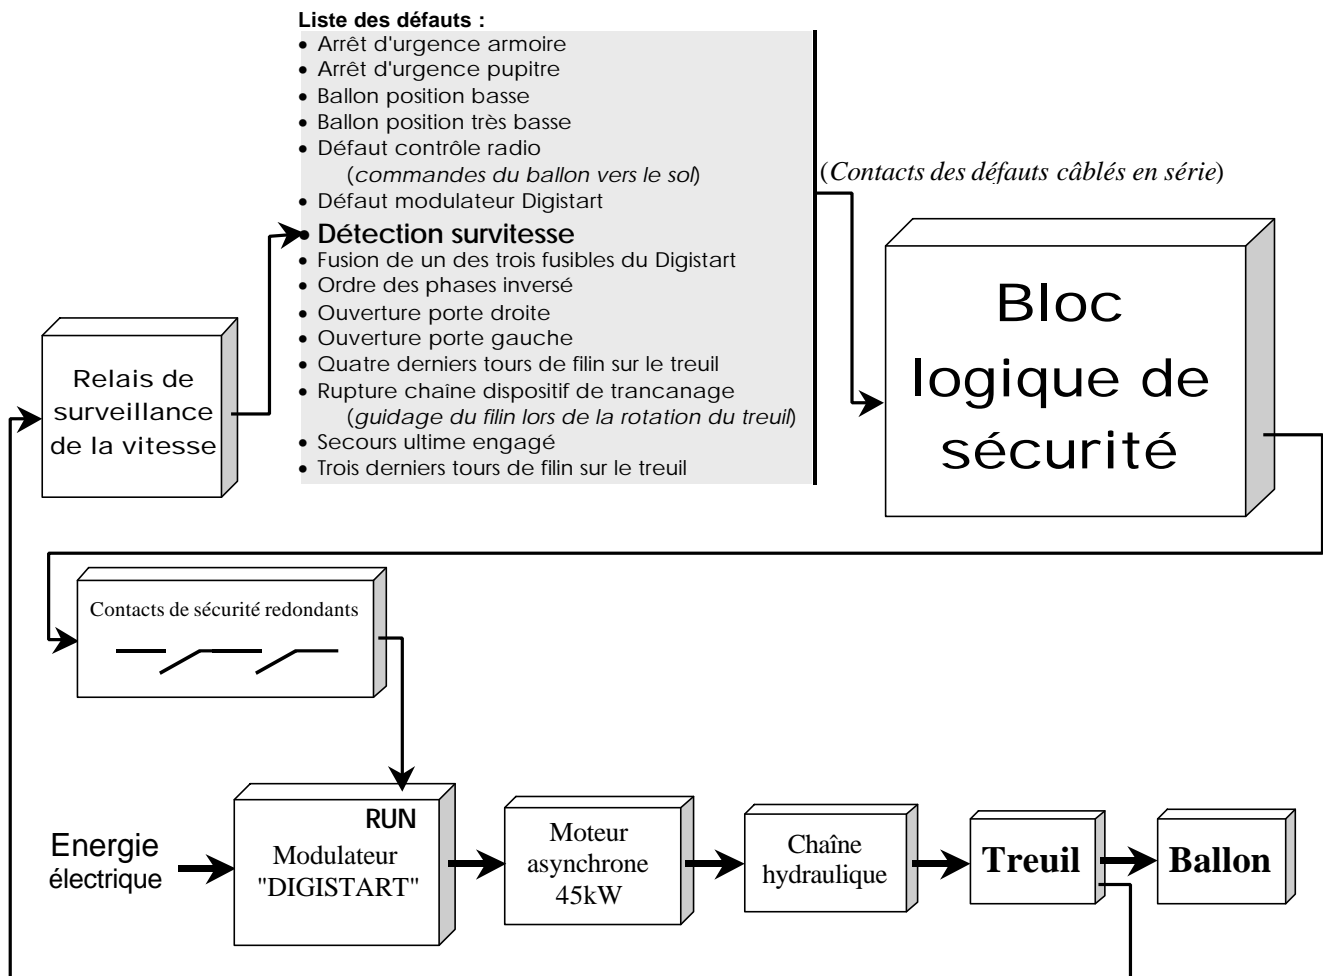 Liste des défauts :
• Arrêt d'urgence armoire
• Arrêt d'urgence pupitre
• Ballon position basse
• Ballon position très basse
• Défaut contrôle radio
(commandes du ballon vers le sol)
• Défaut modulateur Digistart
• Détection survitesse
• Fusion de un des trois fusibles du Digistart
• Ordre des phases inversé
• Ouverture porte droite
• Ouverture porte gauche
• Quatre derniers tours de filin sur le treuil
• Rupture chaîne dispositif de trancanage
(guidage du filin lors de la rotation du treuil)
• Secours ultime engagé
• Trois derniers tours de filin sur le treuil
(Contacts des défauts câblés en série)
Bloc
logique de
sécurité
Relais de
surveillance
de la vitesse
Contacts de sécurité redondants
Energie
électrique
RUN
Modulateur
"DIGISTART"
Moteur
asynchrone
45kW
Chaîne
hydraulique
Treuil
Ballon